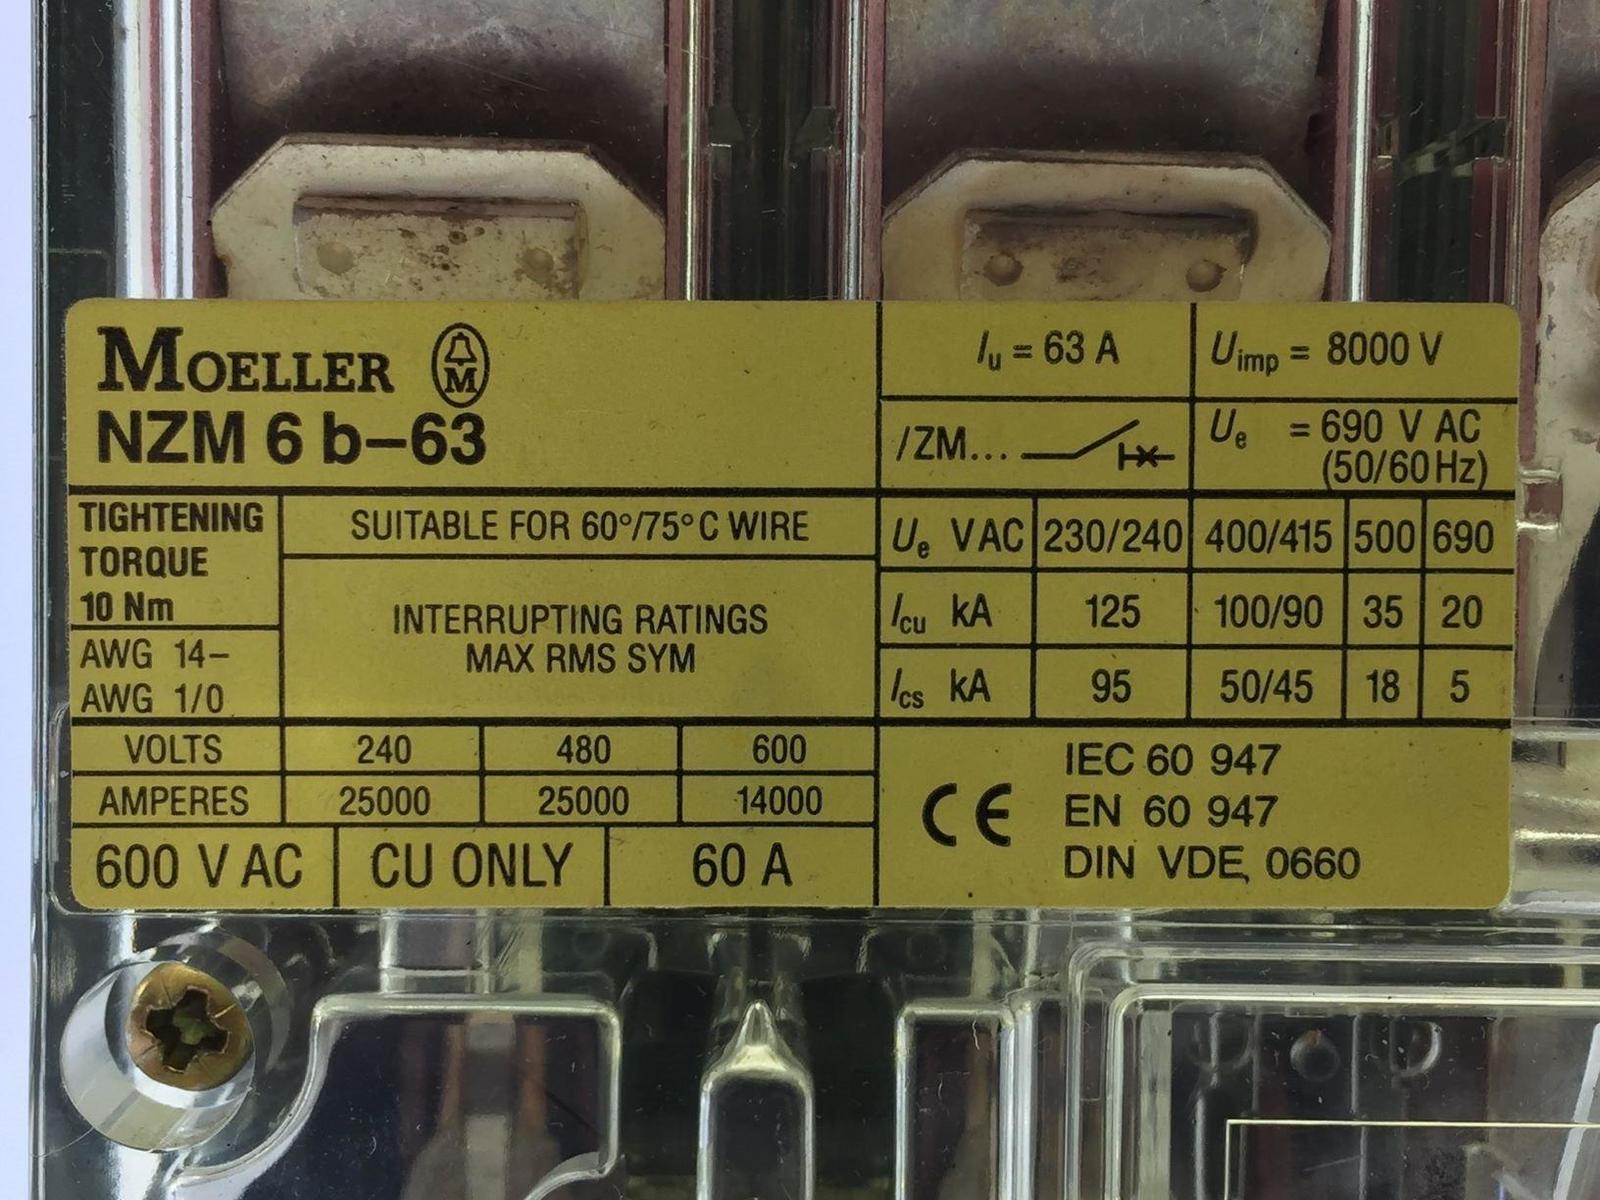 MOELLER
NZM 6 b-63
TIGHTENING
TORQUE
10 Nm
AWG 14-
AWG 1/0
SUITABLE FOR 60°/75°C WIRE
INTERRUPTING RATINGS
MAX RMS SYM
VOLTS 240 480 600
AMPERES 25000 25000 14000
600 V AC CU ONLY 60 A
Iu = 63 A
Uimp = 8000 V
/ZM...
Ue = 690 V AC
(50/60 Hz)
Ue V AC 230/240 400/415 500 690
Icu kA 125 100/90 35 20
Ics kA 95 50/45 18 5
CE
IEC 60 947
EN 60 947
DIN VDE, 0660